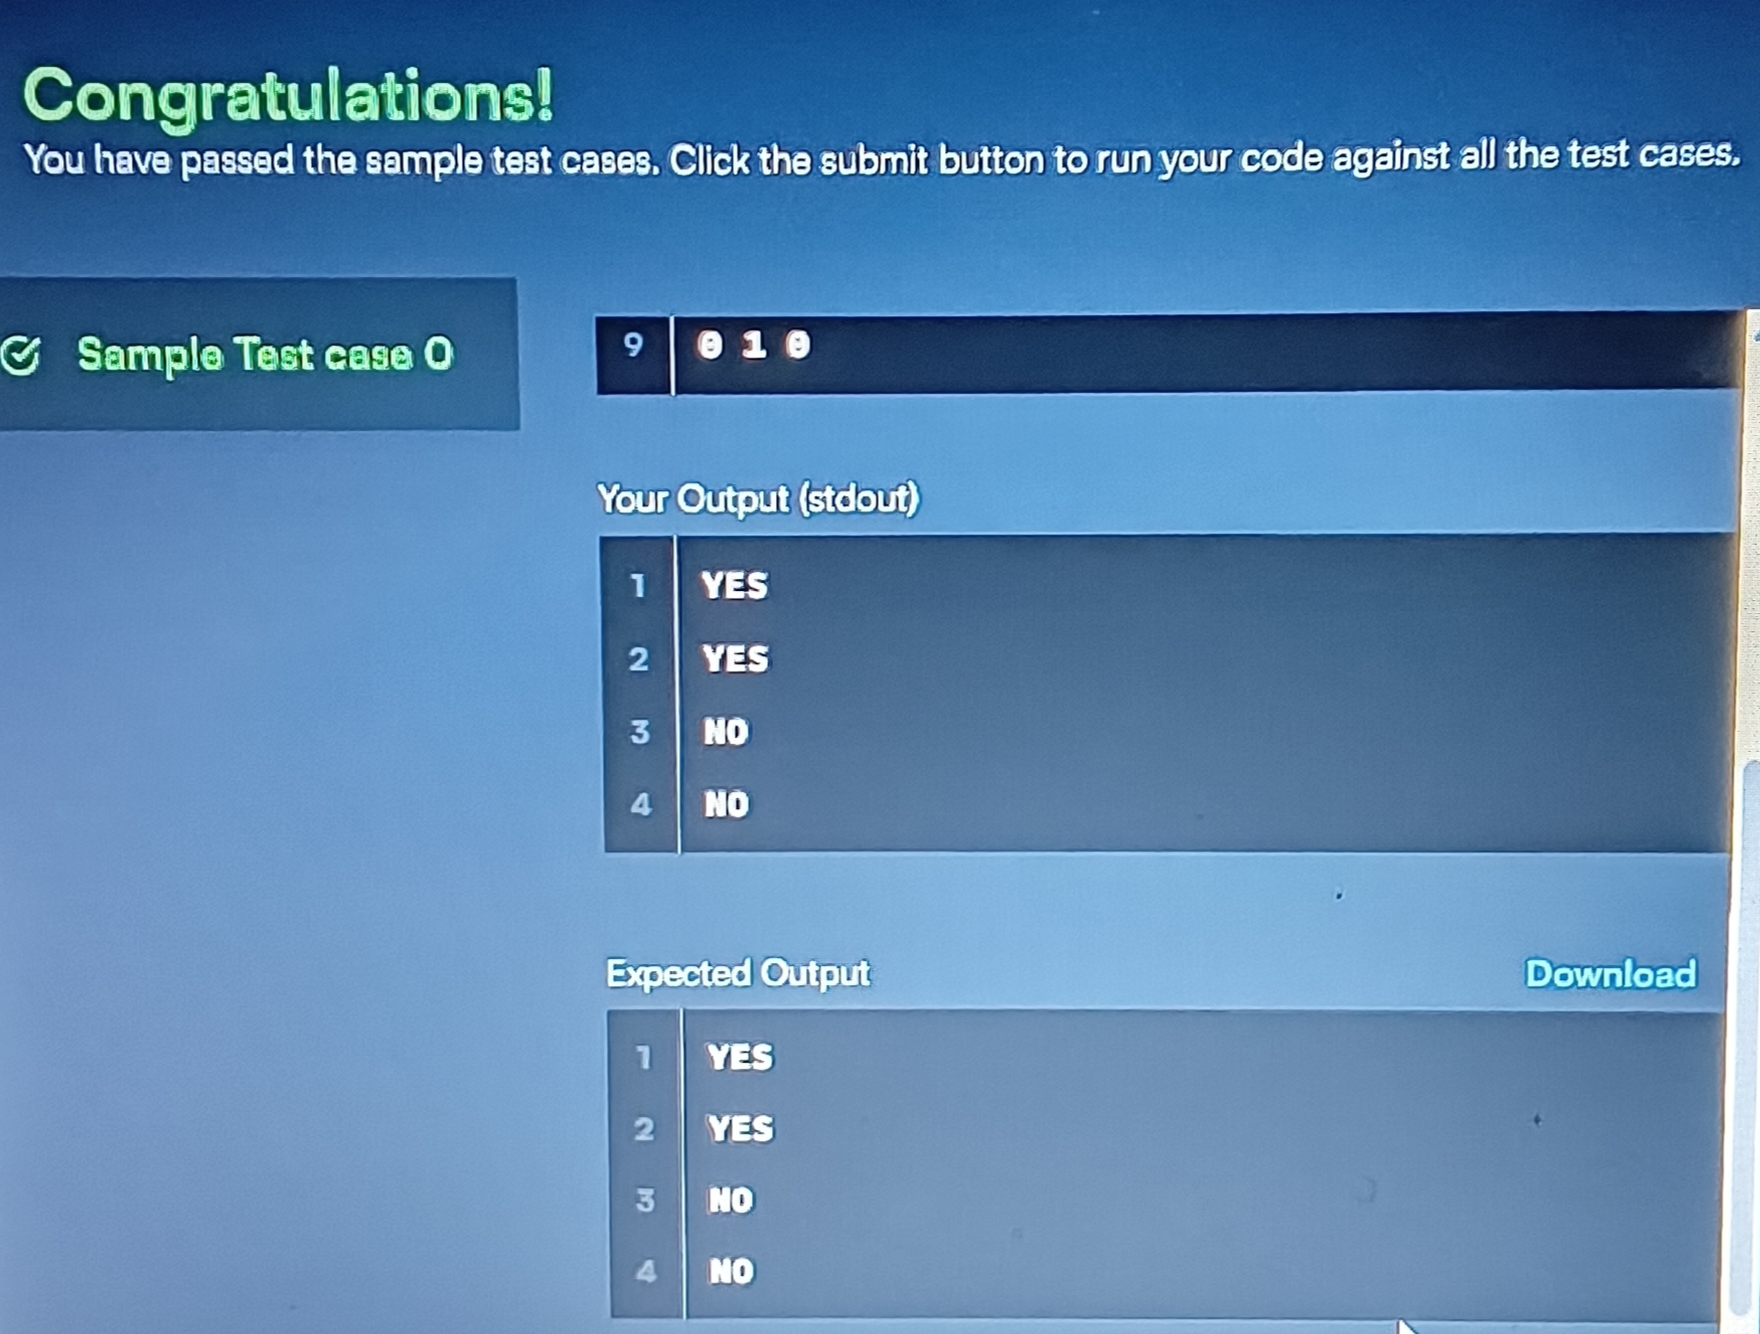 Congratulations!
You have passed the sample test cases. Click the submit button to run your code against all the test cases.
Sample Test case 0
9 0 1 0
Your Output (stdout)
1 YES
2 YES
3 NO
4 NO
Expected Output Download
1 YES
2 YES
3 NO
4 NO